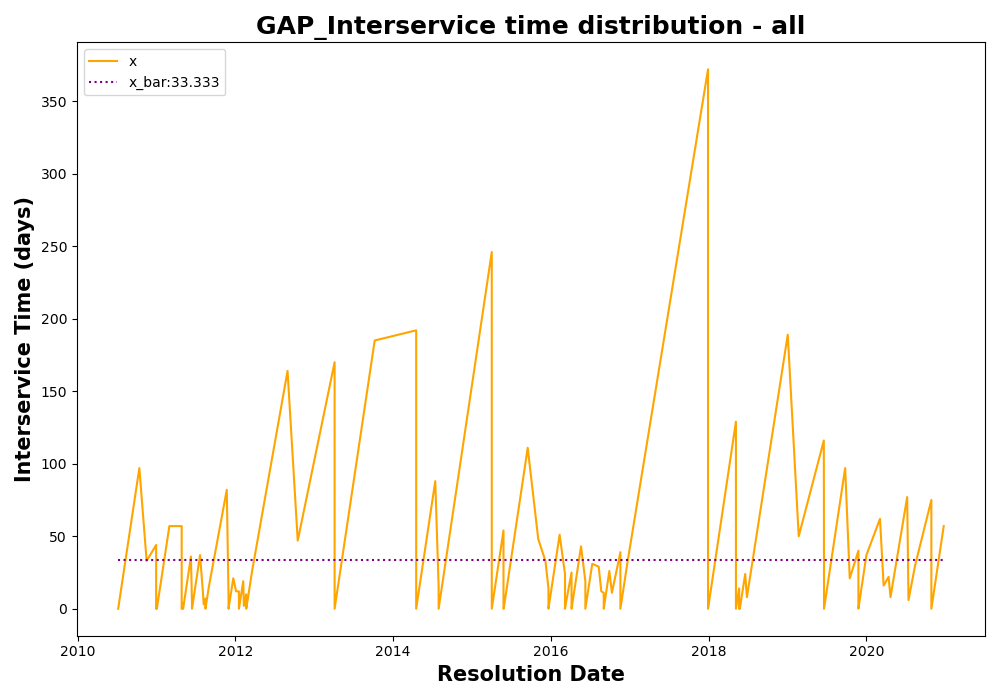 GAP_Interservice time distribution - all
x
x_bar:33.333
Interservice Time (days)
350
300
250
200
150
100
50
0
2010 2012 2014 2016 2018 2020
Resolution Date